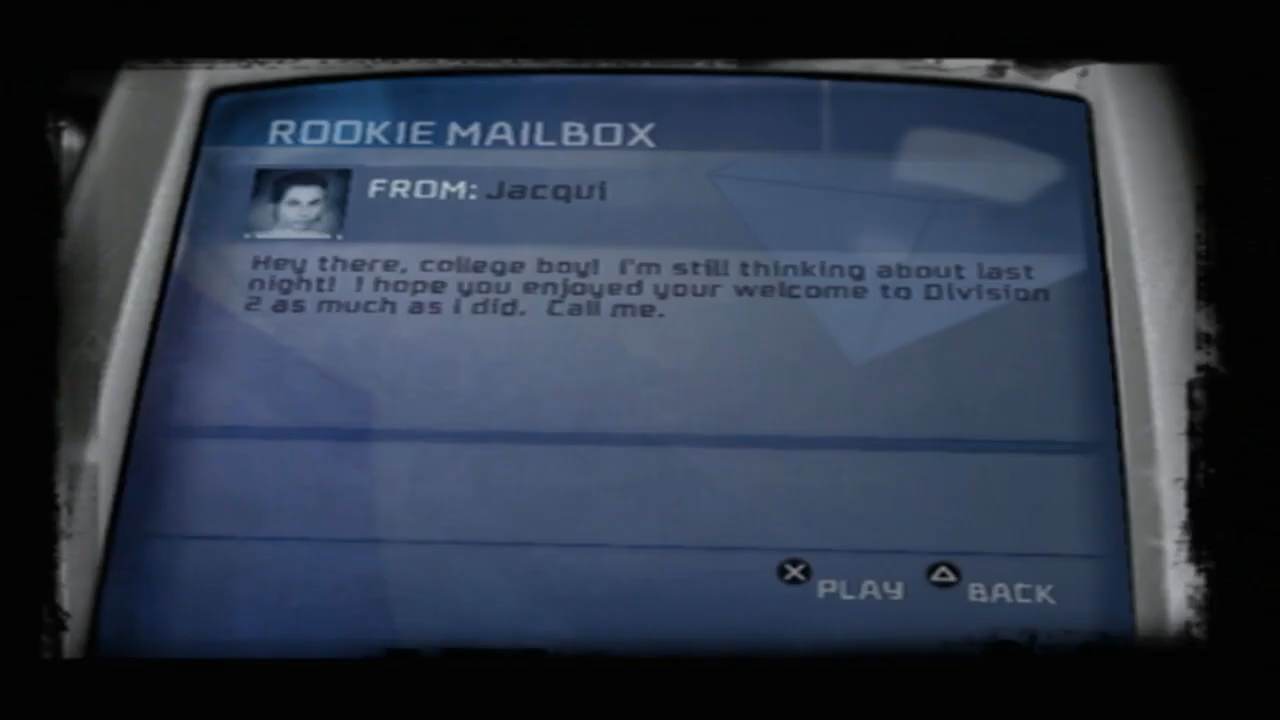 ROOKIE MAILBOX
FROM: Jacqui
Hey there, college boy! I'm still thinking about last
night! I hope you enjoyed your welcome to Division
2 as much as i did. Call me.
PLAY BACK